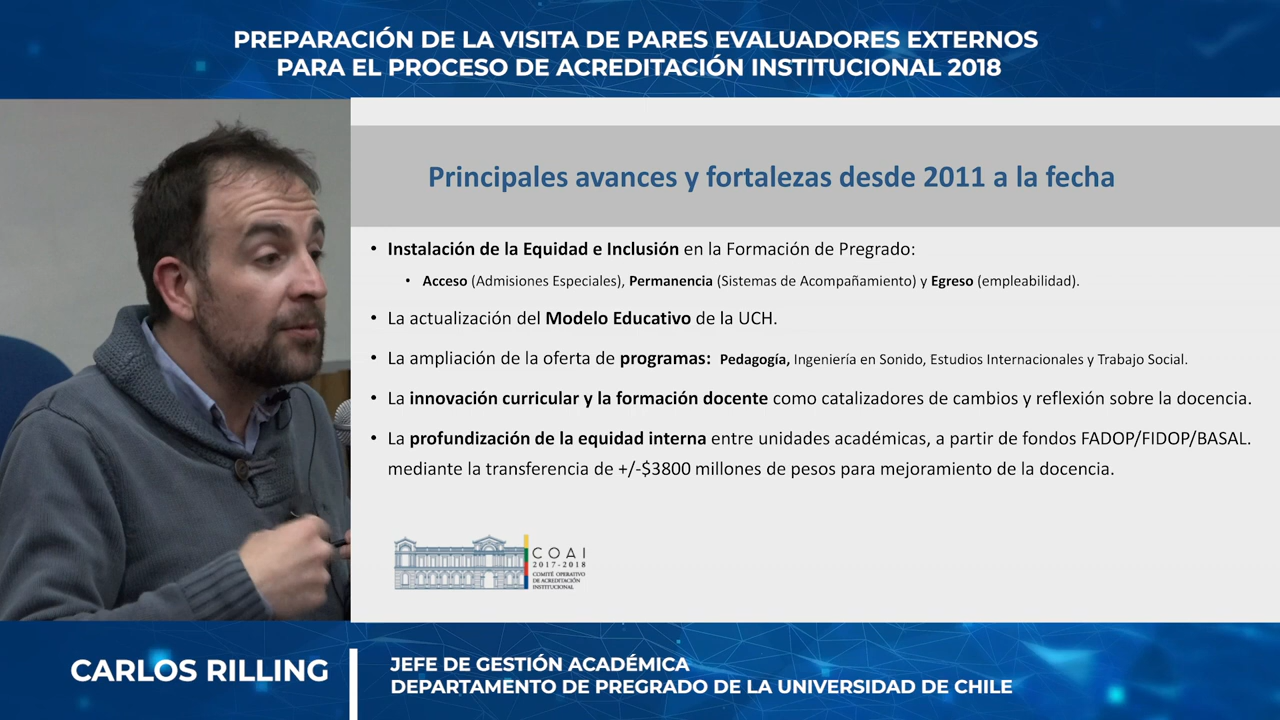 PREPARACIÓN DE LA VISITA DE PARES EVALUADORES EXTERNOS
PARA EL PROCESO DE ACREDITACIÓN INSTITUCIONAL 2018
Principales avances y fortalezas desde 2011 a la fecha
• Instalación de la Equidad e Inclusión en la Formación de Pregrado:
• Acceso (Admisiones Especiales), Permanencia (Sistemas de Acompañamiento) y Egreso (empleabilidad).
• La actualización del Modelo Educativo de la UCH.
• La ampliación de la oferta de programas: Pedagogía, Ingeniería en Sonido, Estudios Internacionales y Trabajo Social.
• La innovación curricular y la formación docente como catalizadores de cambios y reflexión sobre la docencia.
• La profundización de la equidad interna entre unidades académicas, a partir de fondos FADOP/FIDOP/BASAL.
mediante la transferencia de +/-$3800 millones de pesos para mejoramiento de la docencia.
COAI
2017-2018
COMITÉ OPERATIVO
DE ACREDITACIÓN
INSTITUCIONAL
CARLOS RILLING
JEFE DE GESTIÓN ACADÉMICA
DEPARTAMENTO DE PREGRADO DE LA UNIVERSIDAD DE CHILE